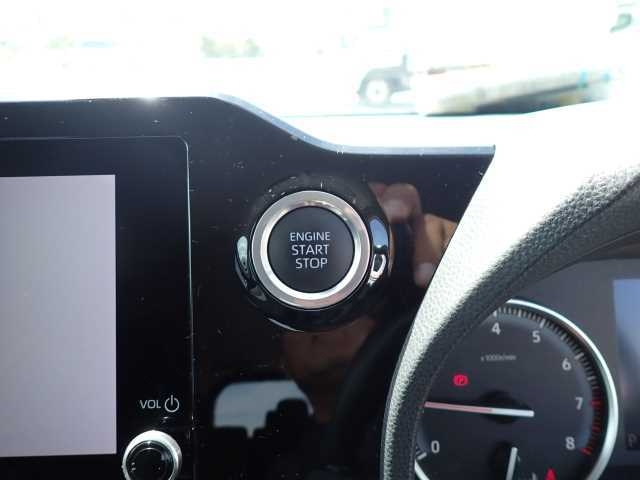 ENGINE
START
STOP
VOL
x1000r/min
4
5
6
7
8
0
P